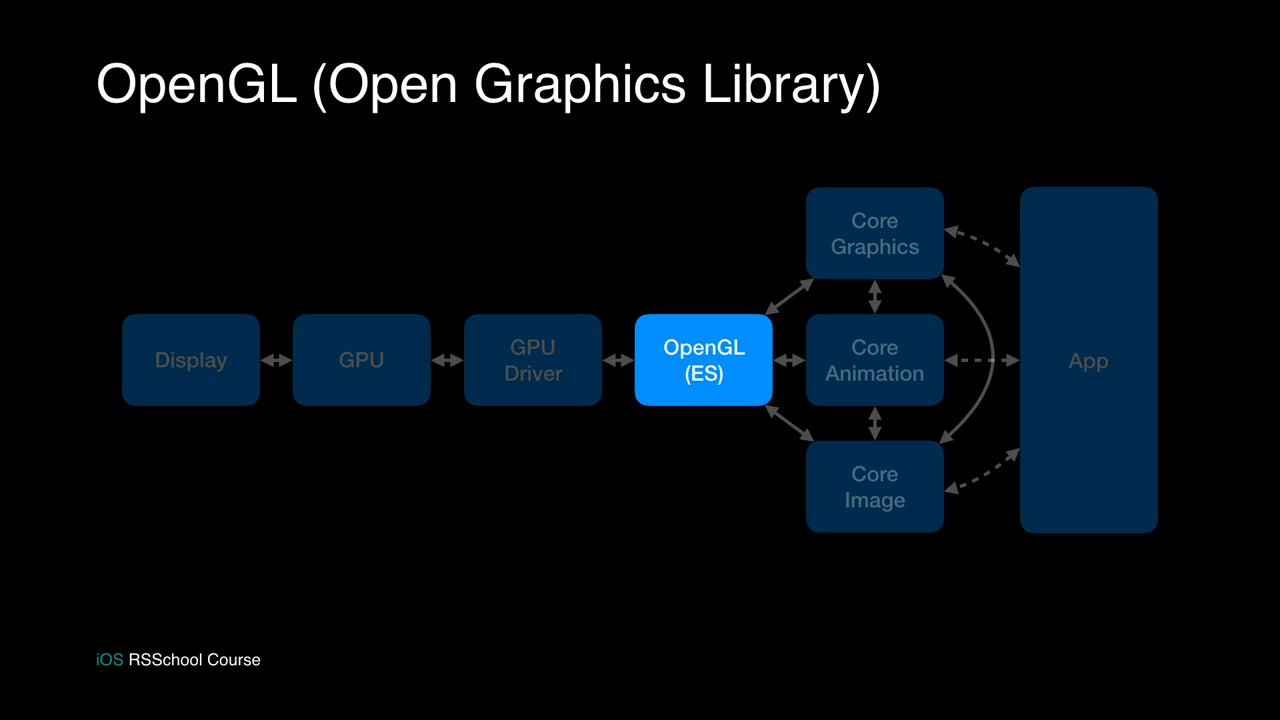 OpenGL (Open Graphics Library)
Core
Graphics
Display
GPU
GPU
Driver
OpenGL
(ES)
Core
Animation
App
Core
Image
iOS RSSchool Course